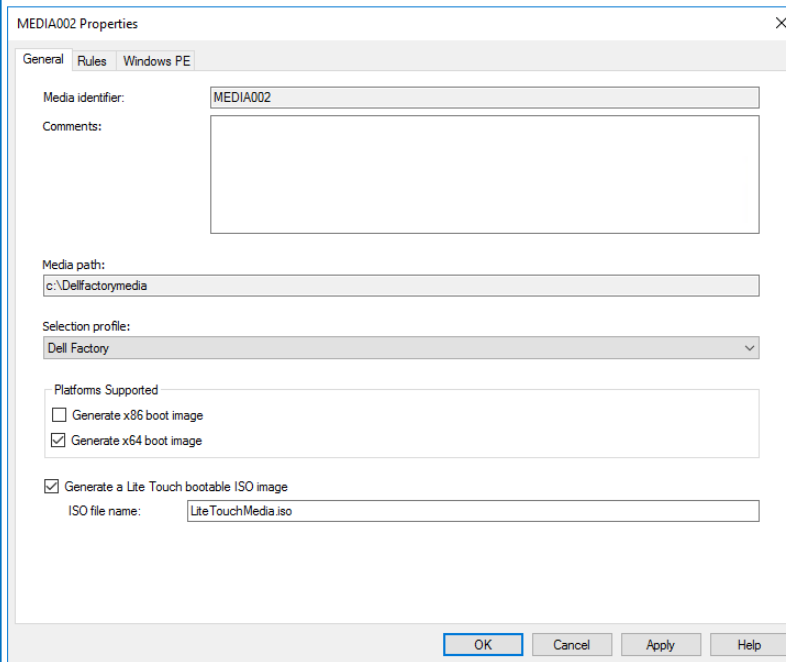 MEDIA002 Properties
General Rules Windows PE
Media identifier: MEDIA002
Comments:
Media path:
c:\Dellfactorymedia
Selection profile:
Dell Factory
Platforms Supported
Generate x86 boot image
Generate x64 boot image
Generate a Lite Touch bootable ISO image
ISO file name: LiteTouchMedia.iso
OK Cancel Apply Help